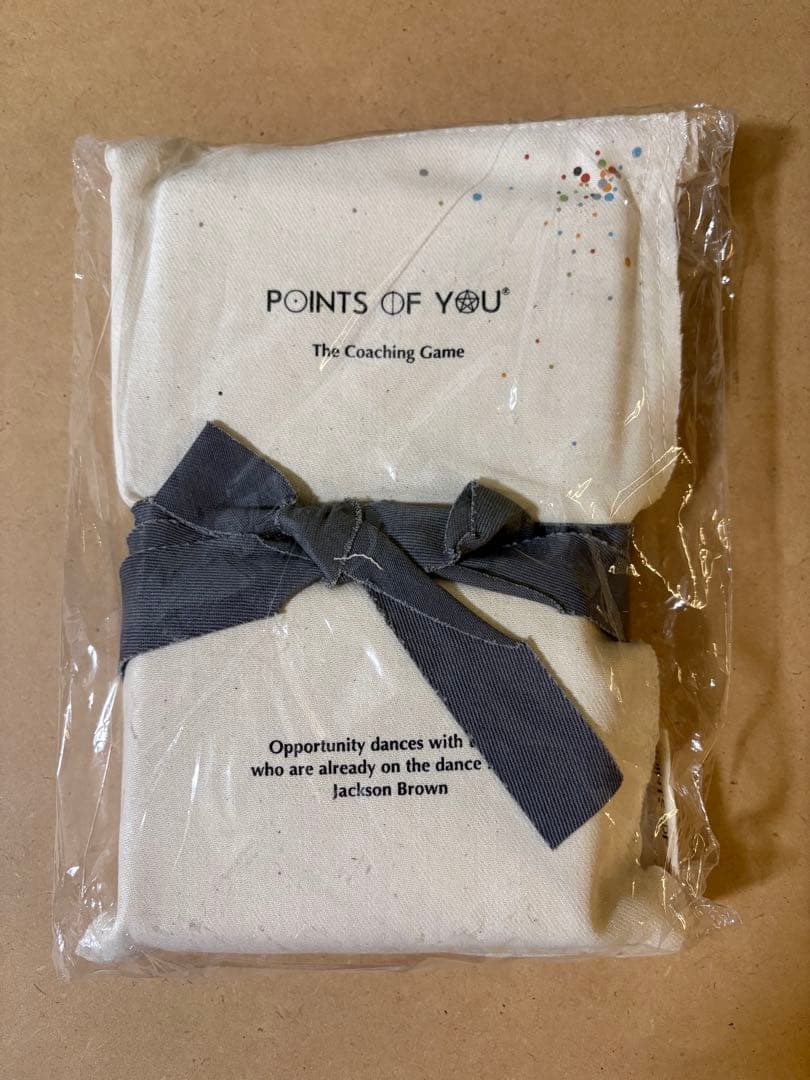 POINTS OF YOU®
The Coaching Game
Opportunity dances with
who are already on the dance
Jackson Brown